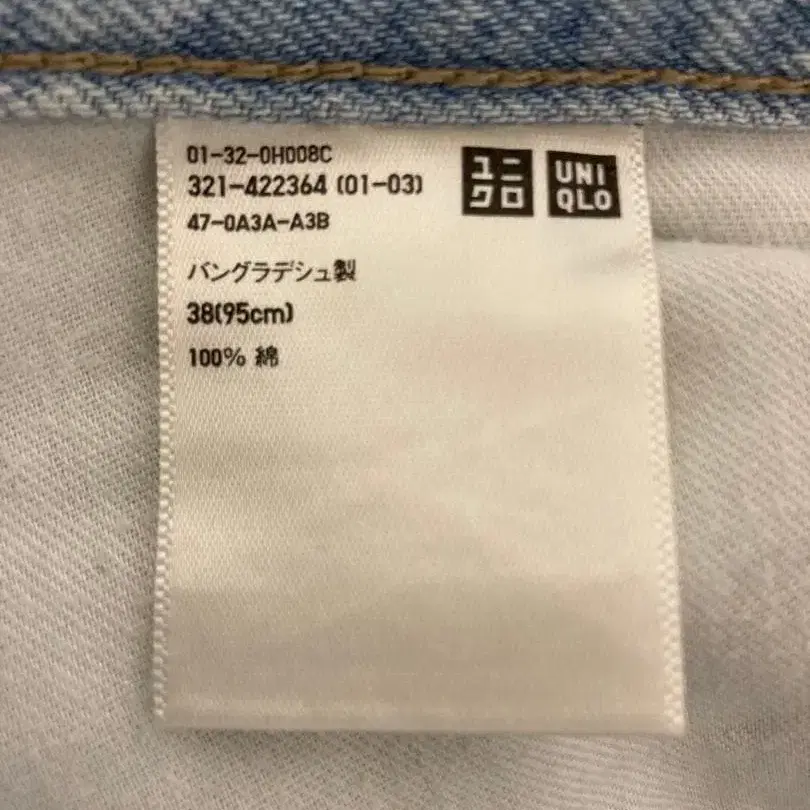 01-32-0H008C
321-422364 (01-03)
47-0A3A-A3B
ユニクロ
UNIQLO
バングラデシュ製
38(95cm)
100% 綿